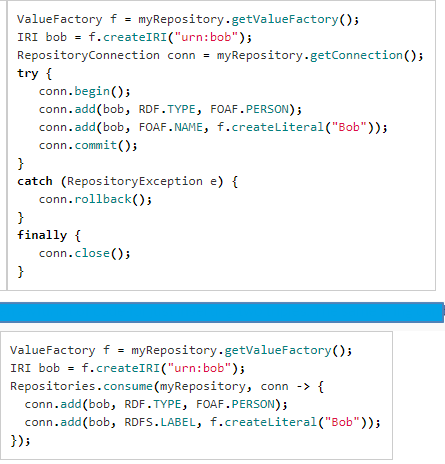 ValueFactory f = myRepository.getValueFactory();
IRI bob = f.createIRI("urn:bob");
RepositoryConnection conn = myRepository.getConnection();
try {
   conn.begin();
   conn.add(bob, RDF.TYPE, FOAF.PERSON);
   conn.add(bob, FOAF.NAME, f.createLiteral("Bob"));
   conn.commit();
}
catch (RepositoryException e) {
   conn.rollback();
}
finally {
   conn.close();
}
ValueFactory f = myRepository.getValueFactory();
IRI bob = f.createIRI("urn:bob");
Repositories.consume(myRepository, conn -> {
  conn.add(bob, RDF.TYPE, FOAF.PERSON);
  conn.add(bob, RDFS.LABEL, f.createLiteral("Bob"));
});